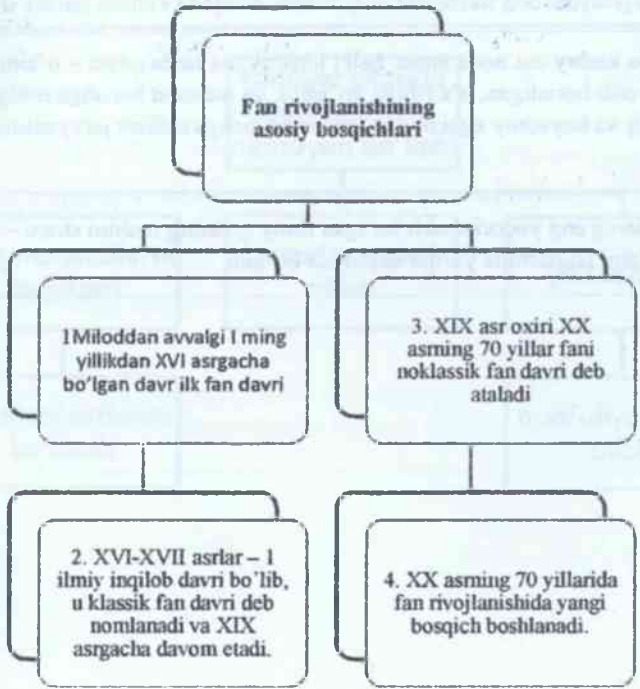 Fan rivojlanishining
asosiy bosqichlari
1Miloddan avvalgi I ming
yillikdan XVI asrgacha
bo'lgan davr ilk fan davri
2. XVI-XVII asrlar – 1
ilmiy inqilob davri bo'lib,
u klassik fan davri deb
nomlanadi va XIX
asrgacha davom etadi.
3. XIX asr oxiri XX
asrning 70 yillar fani
noklassik fan davri deb
ataladi
4. XX asrning 70 yillarida
fan rivojlanishida yangi
bosqich boshlanadi.